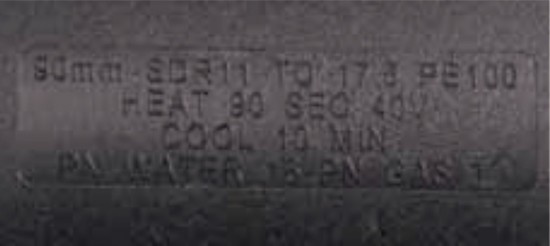 90mm SDR11 TO 17.6 PE100
HEAT 90 SEC 40V
COOL 10 MIN
PN WATER 16 PN GAS 10